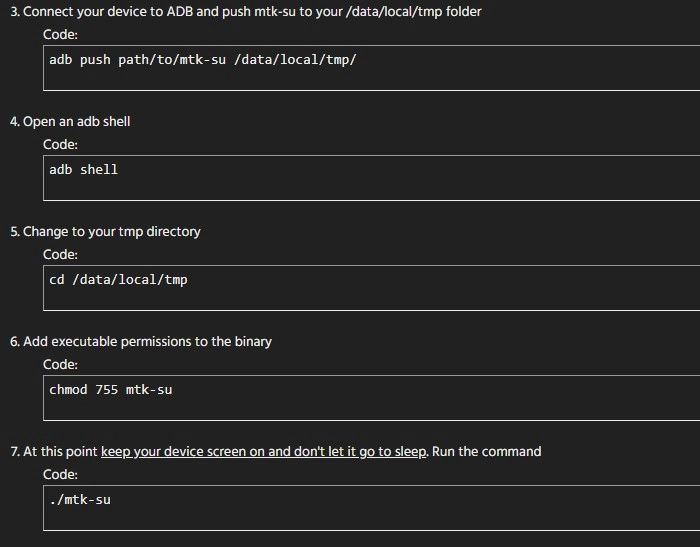 3. Connect your device to ADB and push mtk-su to your /data/local/tmp folder
Code:
adb push path/to/mtk-su /data/local/tmp/
4. Open an adb shell
Code:
adb shell
5. Change to your tmp directory
Code:
cd /data/local/tmp
6. Add executable permissions to the binary
Code:
chmod 755 mtk-su
7. At this point keep your device screen on and don't let it go to sleep. Run the command
Code:
./mtk-su